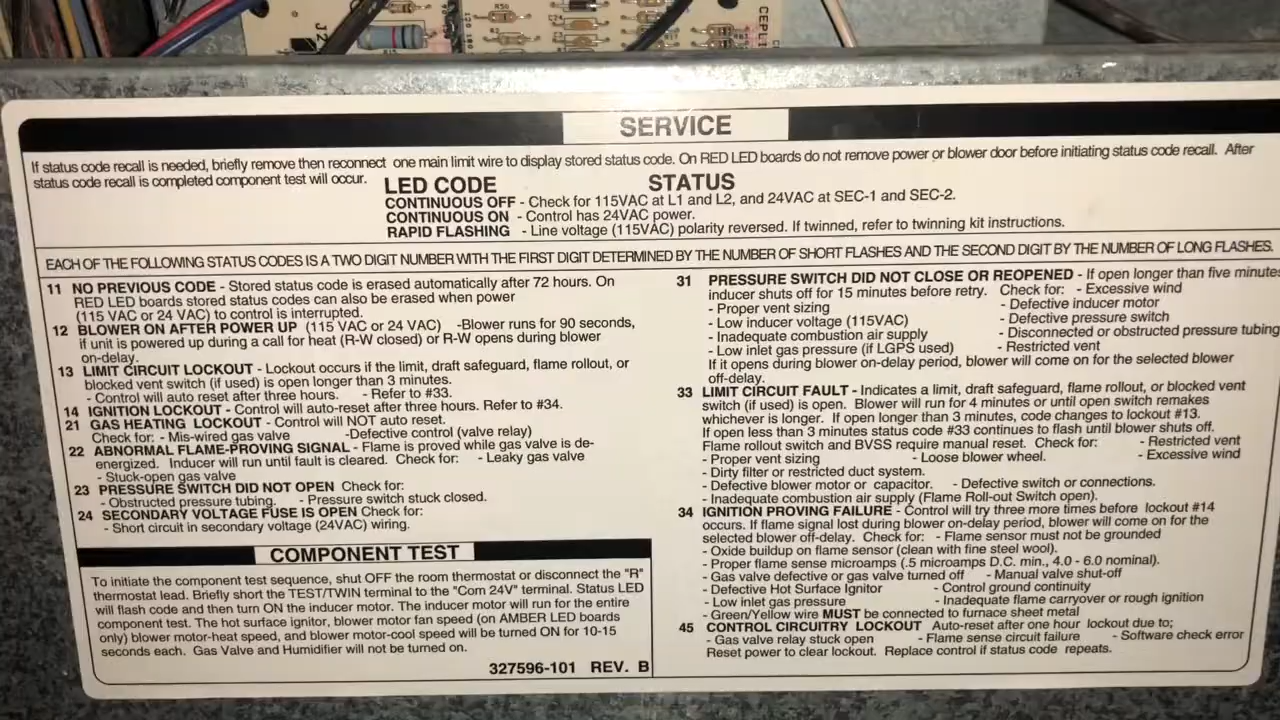 J2
R50
C24
CEPL
SERVICE
If status code recall is needed, briefly remove then reconnect one main limit wire to display stored status code. On RED LED boards do not remove power or blower door before initiating status code recall. After
status code recall is completed component test will occur.
LED CODE STATUS
CONTINUOUS OFF - Check for 115VAC at L1 and L2, and 24VAC at SEC-1 and SEC-2.
CONTINUOUS ON - Control has 24VAC power.
RAPID FLASHING - Line voltage (115VAC) polarity reversed. If twinned, refer to twinning kit instructions.
EACH OF THE FOLLOWING STATUS CODES IS A TWO DIGIT NUMBER WITH THE FIRST DIGIT DETERMINED BY THE NUMBER OF SHORT FLASHES AND THE SECOND DIGIT BY THE NUMBER OF LONG FLASHES.
11 NO PREVIOUS CODE - Stored status code is erased automatically after 72 hours. On
RED LED boards stored status codes can also be erased when power
(115 VAC or 24 VAC) to control is interrupted.
12 BLOWER ON AFTER POWER UP (115 VAC or 24 VAC) -Blower runs for 90 seconds,
if unit is powered up during a call for heat (R-W closed) or R-W opens during blower
on-delay.
13 LIMIT CIRCUIT LOCKOUT - Lockout occurs if the limit, draft safeguard, flame rollout, or
blocked vent switch (if used) is open longer than 3 minutes.
- Control will auto reset after three hours. - Refer to #33.
14 IGNITION LOCKOUT - Control will auto-reset after three hours. Refer to #34.
21 GAS HEATING LOCKOUT - Control will NOT auto reset.
Check for: - Mis-wired gas valve -Defective control (valve relay)
22 ABNORMAL FLAME-PROVING SIGNAL - Flame is proved while gas valve is de-
energized. Inducer will run until fault is cleared. Check for: - Leaky gas valve
- Stuck-open gas valve
23 PRESSURE SWITCH DID NOT OPEN Check for:
- Obstructed pressure tubing. - Pressure switch stuck closed.
24 SECONDARY VOLTAGE FUSE IS OPEN Check for:
- Short circuit in secondary voltage (24VAC) wiring.
COMPONENT TEST
To initiate the component test sequence, shut OFF the room thermostat or disconnect the "R"
thermostat lead. Briefly short the TEST/TWIN terminal to the "Com 24V" terminal. Status LED
will flash code and then turn ON the inducer motor. The inducer motor will run for the entire
component test. The hot surface ignitor, blower motor fan speed (on AMBER LED boards
only) blower motor-heat speed, and blower motor-cool speed will be turned ON for 10-15
seconds each. Gas Valve and Humidifier will not be turned on.
327596-101 REV. B
31 PRESSURE SWITCH DID NOT CLOSE OR REOPENED - If open longer than five minutes
inducer shuts off for 15 minutes before retry. Check for: - Excessive wind
- Proper vent sizing - Defective inducer motor
- Low inducer voltage (115VAC) - Defective pressure switch
- Inadequate combustion air supply - Disconnected or obstructed pressure tubing
- Low inlet gas pressure (if LGPS used) - Restricted vent
If it opens during blower on-delay period, blower will come on for the selected blower
off-delay.
33 LIMIT CIRCUIT FAULT - Indicates a limit, draft safeguard, flame rollout, or blocked vent
switch (if used) is open. Blower will run for 4 minutes or until open switch remakes
whichever is longer. If open longer than 3 minutes, code changes to lockout #13.
If open less than 3 minutes status code #33 continues to flash until blower shuts off.
Flame rollout switch and BVSS require manual reset. Check for: - Restricted vent
- Proper vent sizing - Loose blower wheel. - Excessive wind
- Dirty filter or restricted duct system.
- Defective blower motor or capacitor. - Defective switch or connections.
- Inadequate combustion air supply (Flame Roll-out Switch open).
34 IGNITION PROVING FAILURE - Control will try three more times before lockout #14
occurs. If flame signal lost during blower on-delay period, blower will come on for the
selected blower off-delay. Check for: - Flame sensor must not be grounded
- Oxide buildup on flame sensor (clean with fine steel wool).
- Proper flame sense microamps (.5 microamps D.C. min., 4.0 - 6.0 nominal).
- Gas valve defective or gas valve turned off - Manual valve shut-off
- Defective Hot Surface Ignitor - Control ground continuity
- Low inlet gas pressure - Inadequate flame carryover or rough ignition
- Green/Yellow wire MUST be connected to furnace sheet metal
45 CONTROL CIRCUITRY LOCKOUT Auto-reset after one hour lockout due to;
- Gas valve relay stuck open - Flame sense circuit failure - Software check error
Reset power to clear lockout. Replace control if status code repeats.